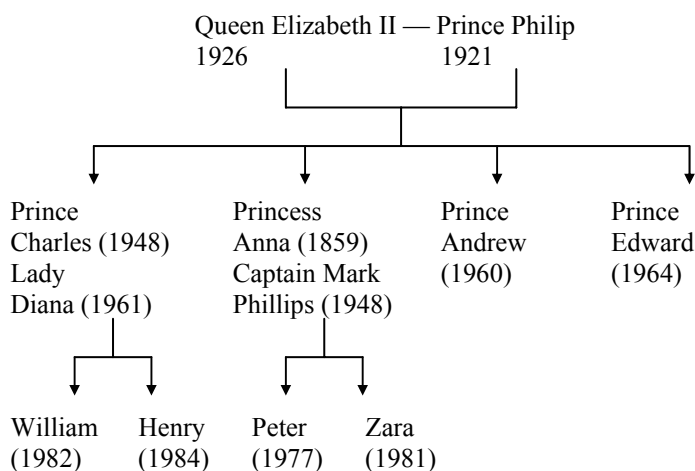 Queen Elizabeth II — Prince Philip
1926 1921
Prince
Charles (1948)
Lady
Diana (1961)
Princess
Anna (1859)
Captain Mark
Phillips (1948)
Prince
Andrew
(1960)
Prince
Edward
(1964)
William
(1982)
Henry
(1984)
Peter
(1977)
Zara
(1981)